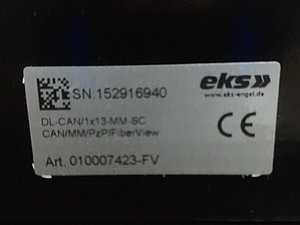 SN:152916940
eks
www.eks-engel.de
DL-CAN/1x13-MM-SC
CAN/MM/PzP/FiberView
CE
Art. 010007423-FV